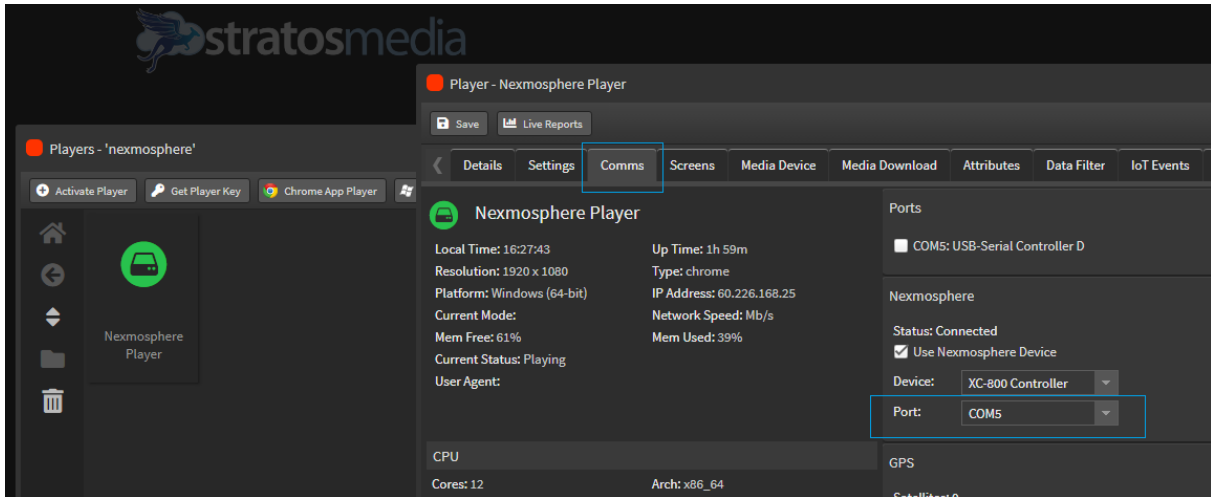 stratosmedia
Players - 'nexmosphere'
Activate Player
Get Player Key
Chrome App Player
Nexmosphere
Player
Player - Nexmosphere Player
Save
Live Reports
Details
Settings
Comms
Screens
Media Device
Media Download
Attributes
Data Filter
IoT Events
Nexmosphere Player
Local Time: 16:27:43
Up Time: 1h 59m
Resolution: 1920 x 1080
Type: chrome
Platform: Windows (64-bit)
IP Address: 60.226.168.25
Current Mode:
Network Speed: Mb/s
Mem Free: 61%
Mem Used: 39%
Current Status: Playing
User Agent:
CPU
Cores: 12
Arch: x86_64
Ports
COM5: USB-Serial Controller D
Nexmosphere
Status: Connected
Use Nexmosphere Device
Device: XC-800 Controller
Port: COM5
GPS
Satellites: 0